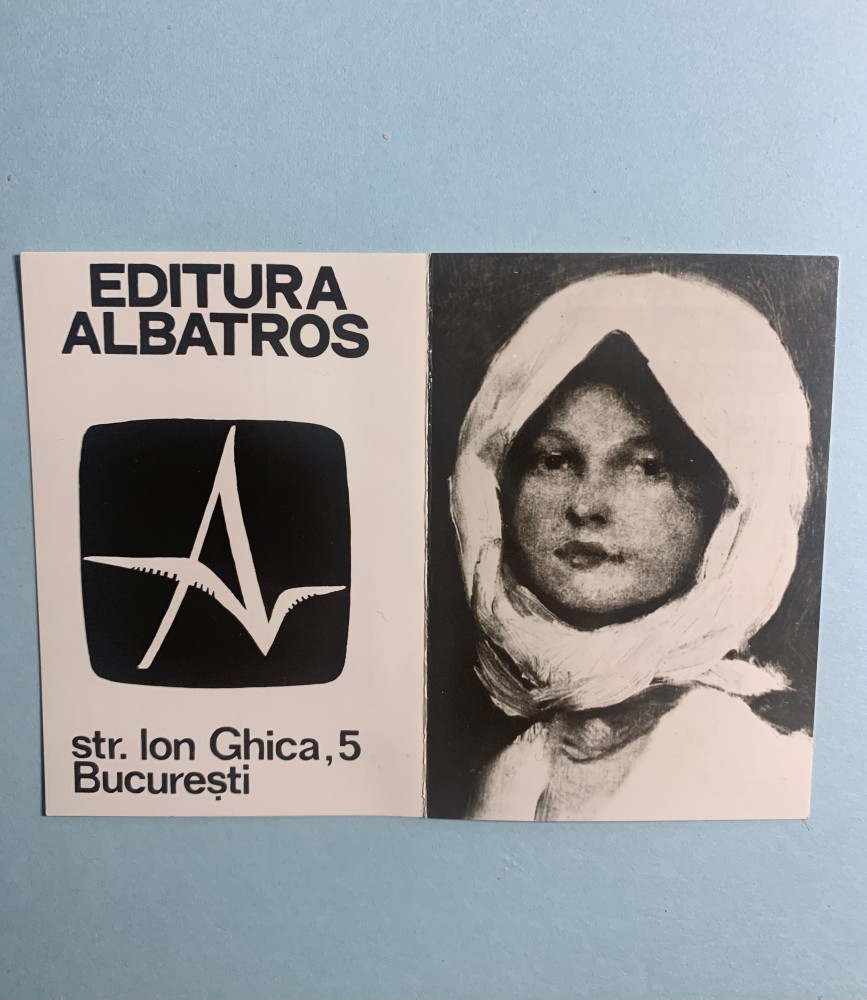 EDITURA
ALBATROS
str. Ion Ghica, 5
București